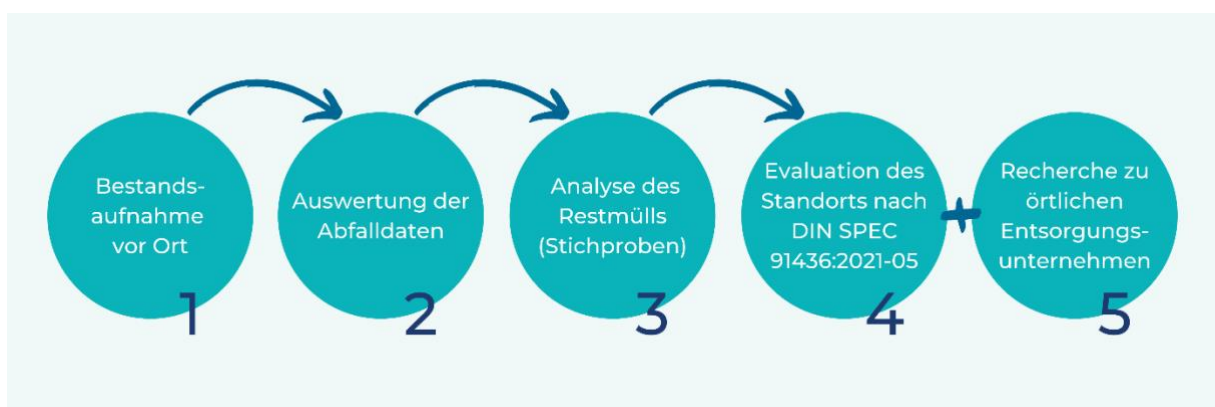 Bestands-
aufnahme
vor Ort
1
Auswertung der
Abfalldaten
2
Analyse des
Restmülls
(Stichproben)
3
Evaluation des
Standorts nach
DIN SPEC
91436:2021-05
4
+
Recherche zu
örtlichen
Entsorgungs-
unternehmen
5